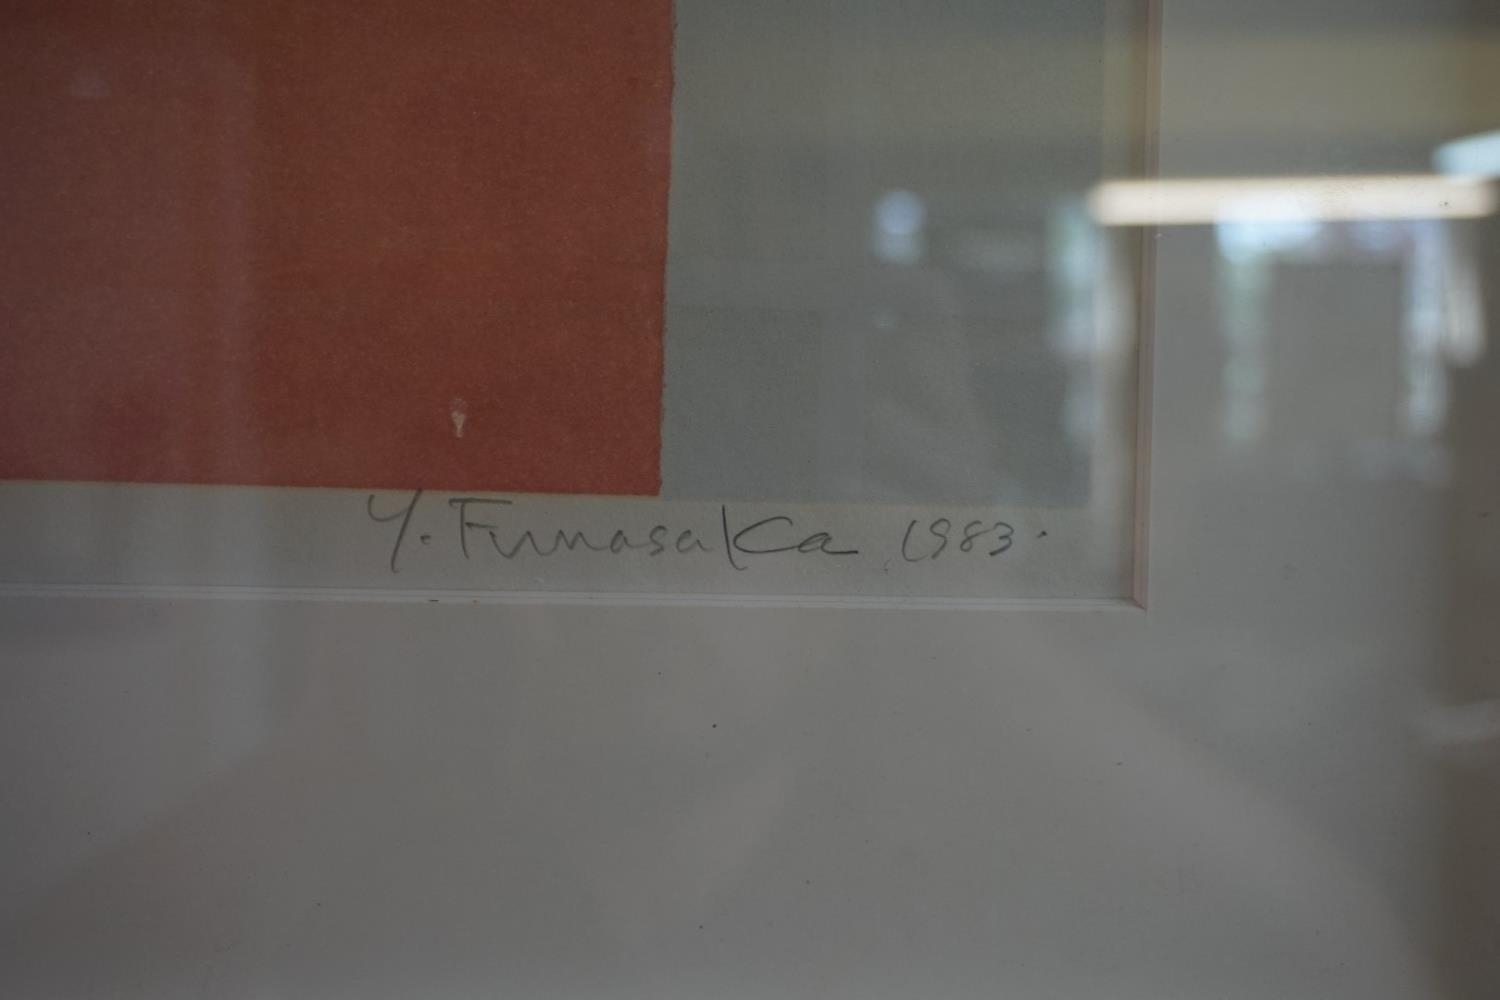 Y. Funasaka, 1983.